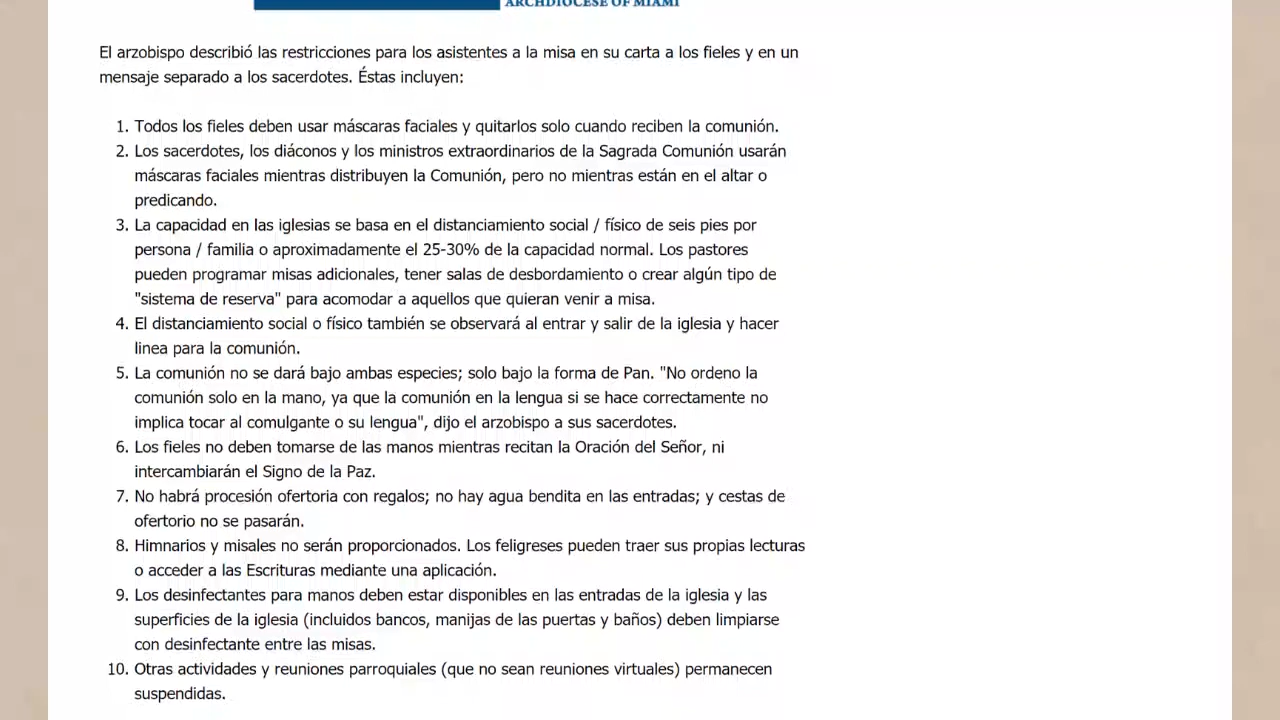 ARCHDIOCESE OF MIAMI
El arzobispo describió las restricciones para los asistentes a la misa en su carta a los fieles y en un
mensaje separado a los sacerdotes. Éstas incluyen:
1. Todos los fieles deben usar máscaras faciales y quitarlos solo cuando reciben la comunión.
2. Los sacerdotes, los diáconos y los ministros extraordinarios de la Sagrada Comunión usarán
máscaras faciales mientras distribuyen la Comunión, pero no mientras están en el altar o
predicando.
3. La capacidad en las iglesias se basa en el distanciamiento social / físico de seis pies por
persona / familia o aproximadamente el 25-30% de la capacidad normal. Los pastores
pueden programar misas adicionales, tener salas de desbordamiento o crear algún tipo de
"sistema de reserva" para acomodar a aquellos que quieran venir a misa.
4. El distanciamiento social o físico también se observará al entrar y salir de la iglesia y hacer
linea para la comunión.
5. La comunión no se dará bajo ambas especies; solo bajo la forma de Pan. "No ordeno la
comunión solo en la mano, ya que la comunión en la lengua si se hace correctamente no
implica tocar al comulgante o su lengua", dijo el arzobispo a sus sacerdotes.
6. Los fieles no deben tomarse de las manos mientras recitan la Oración del Señor, ni
intercambiarán el Signo de la Paz.
7. No habrá procesión ofertoria con regalos; no hay agua bendita en las entradas; y cestas de
ofertorio no se pasarán.
8. Himnarios y misales no serán proporcionados. Los feligreses pueden traer sus propias lecturas
o acceder a las Escrituras mediante una aplicación.
9. Los desinfectantes para manos deben estar disponibles en las entradas de la iglesia y las
superficies de la iglesia (incluidos bancos, manijas de las puertas y baños) deben limpiarse
con desinfectante entre las misas.
10. Otras actividades y reuniones parroquiales (que no sean reuniones virtuales) permanecen
suspendidas.